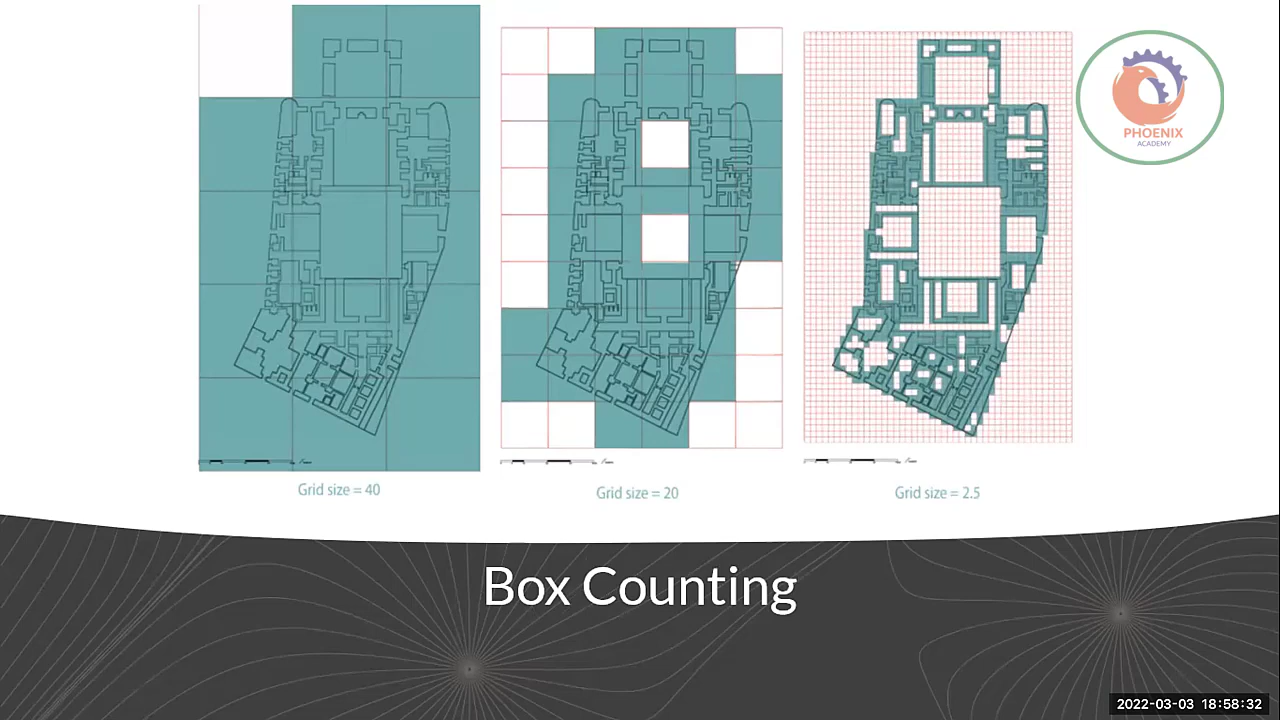 PHOENIX
ACADEMY
Grid size = 40
Grid size = 20
Grid size = 2.5
Box Counting
2022-03-03 18:58:32